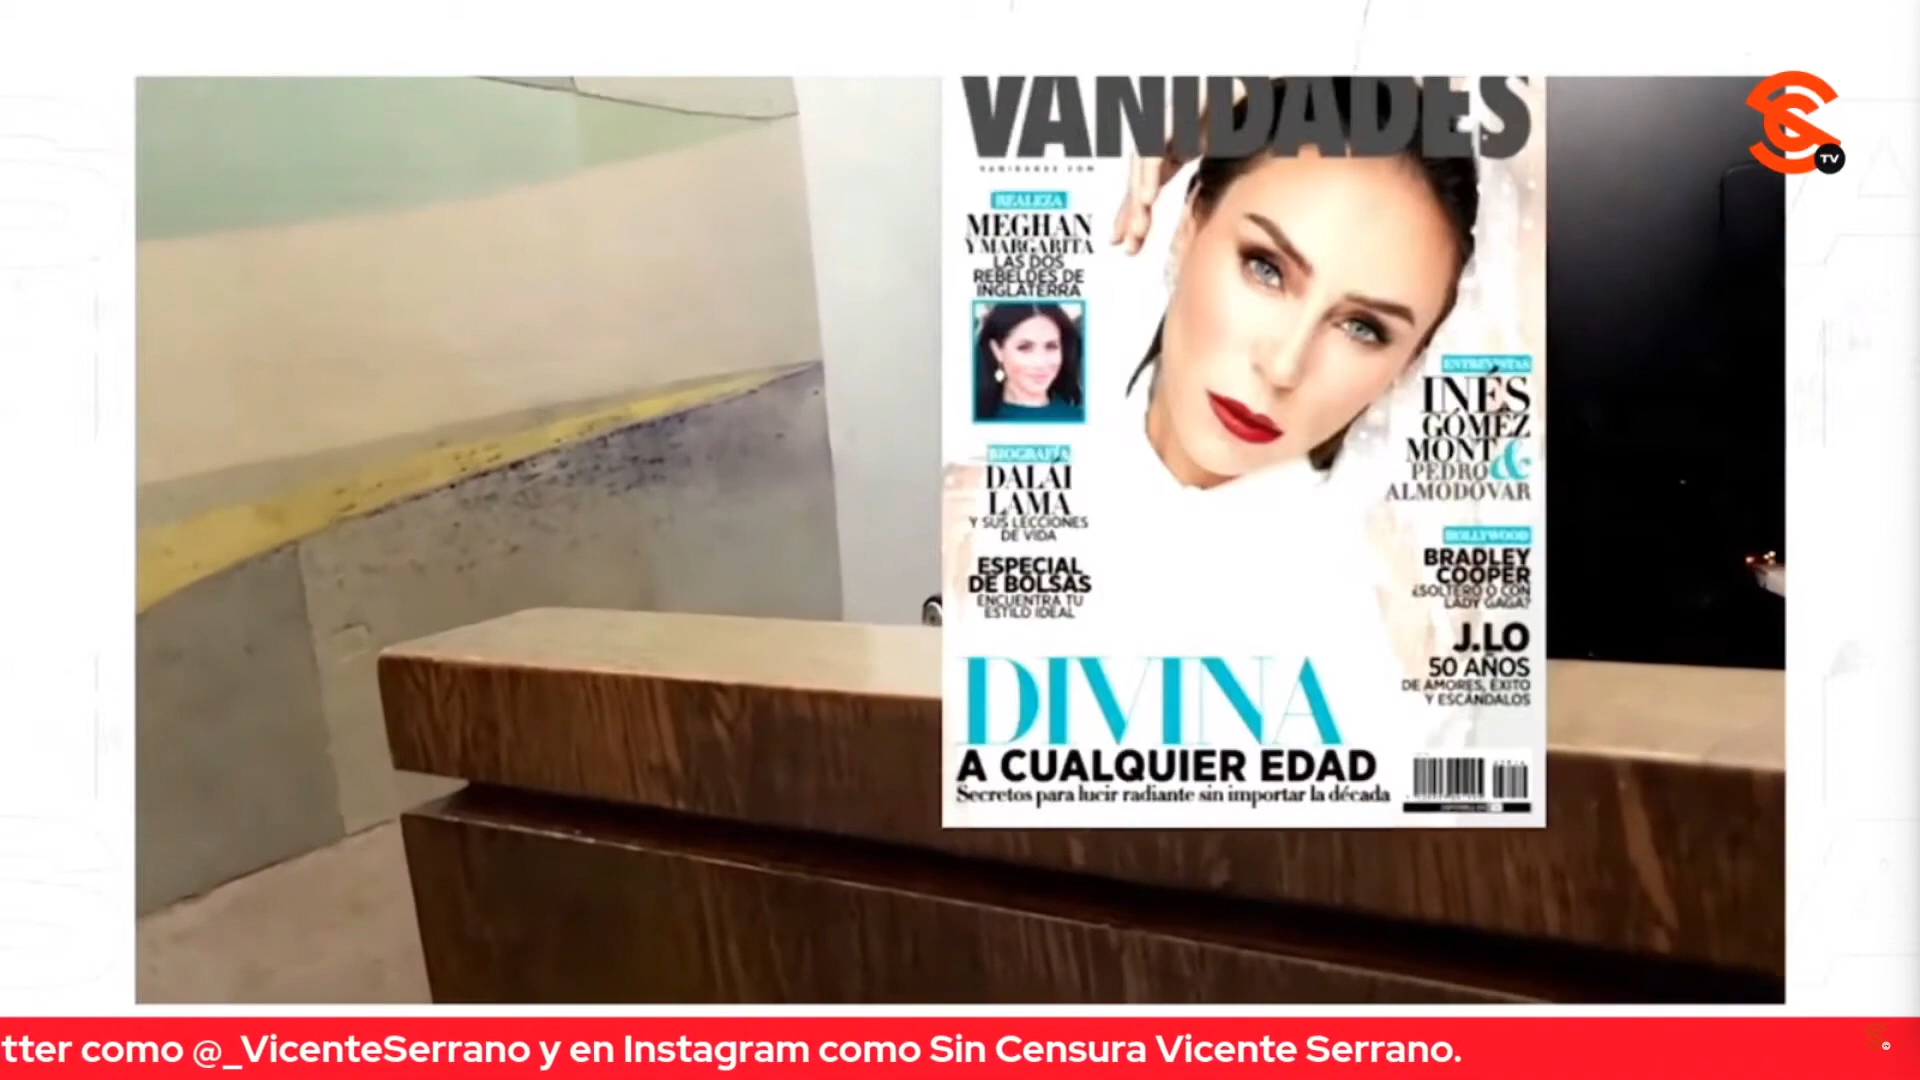 VANIDADES
VANIDADES.COM
REALEZA
MEGHAN
Y MARGARITA
LAS DOS
REBELDES DE
INGLATERRA
BIOGRAFÍA
DALAI
LAMA
Y SUS LECCIONES
DE VIDA
ESPECIAL
DE BOLSAS
ENCUENTRA TU
ESTILO IDEAL
ENTREVISTAS
INÉS
GÓMEZ
MONT &
PEDRO
ALMODÓVAR
HOLLYWOOD
BRADLEY
COOPER
¿SOLTERO O CON
LADY GAGA?
J.LO
50 AÑOS
DE AMORES, ÉXITO
Y ESCÁNDALOS
DIVINA
A CUALQUIER EDAD
Secretos para lucir radiante sin importar la década
TV
tter como @_VicenteSerrano y en Instagram como Sin Censura Vicente Serrano.